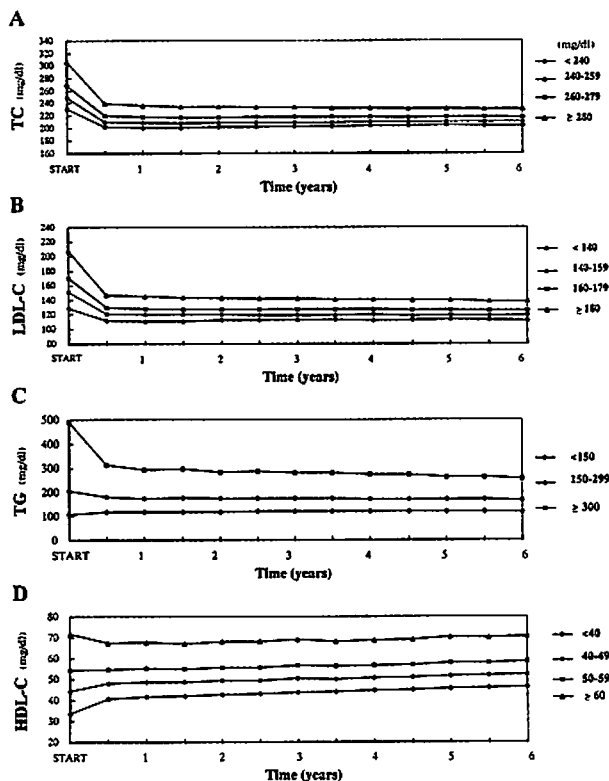 A
(mg/dl)
TC (mg/dl)
340
320
300
280
260
240
220
200
180
160
< 240
240-259
260-279
≥ 280
START 1 2 3 4 5 6
Time (years)
B
LDL-C (mg/dl)
240
220
200
180
160
140
120
100
80
< 140
140-159
160-179
≥ 180
START 1 2 3 4 5 6
Time (years)
C
TG (mg/dl)
500
400
300
200
100
0
<150
150-299
≥ 300
START 1 2 3 4 5 6
Time (years)
D
HDL-C (mg/dl)
80
70
60
50
40
30
20
<40
40-49
50-59
≥ 60
START 1 2 3 4 5 6
Time (years)